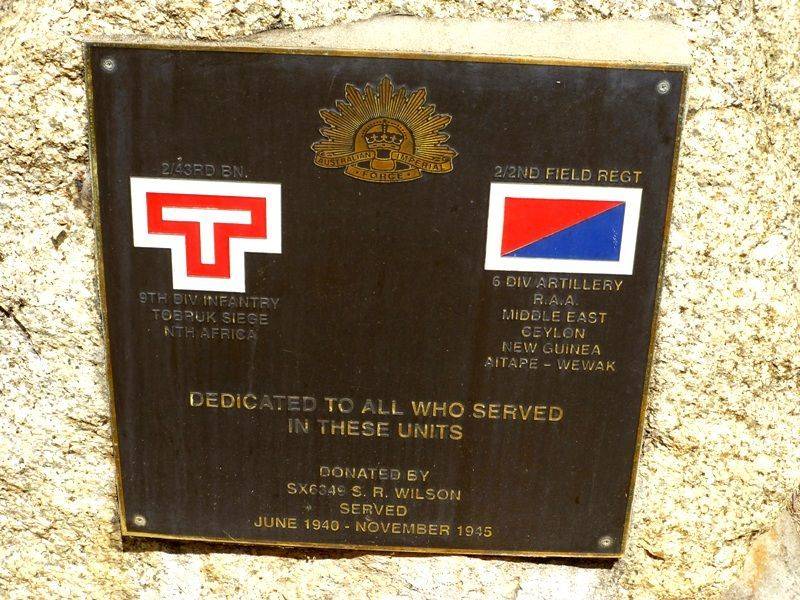 AUSTRALIAN IMPERIAL
FORCE
2/43RD BN.
T
9TH DIV INFANTRY
TOBRUK SIEGE
NTH AFRICA
2/2ND FIELD REGT
6 DIV ARTILLERY
R.A.A.
MIDDLE EAST
CEYLON
NEW GUINEA
AITAPE - WEWAK
DEDICATED TO ALL WHO SERVED
IN THESE UNITS
DONATED BY
SX6349 S. R. WILSON
SERVED
JUNE 1940 - NOVEMBER 1945